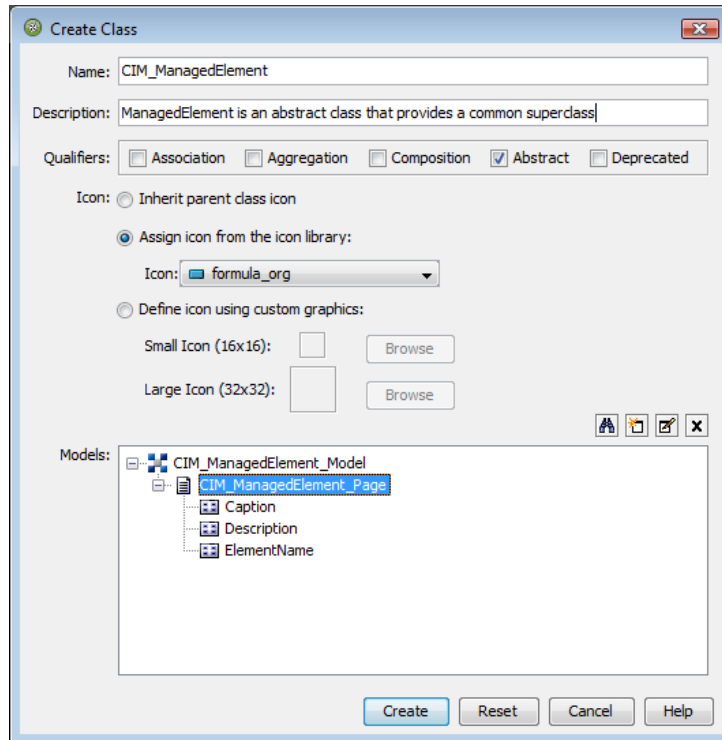 Create Class
Name: CIM_ManagedElement
Description: ManagedElement is an abstract class that provides a common superclass
Qualifiers: Association Aggregation Composition Abstract Deprecated
Icon: Inherit parent class icon
Assign icon from the icon library:
Icon: formula_org
Define icon using custom graphics:
Small Icon (16x16): Browse
Large Icon (32x32): Browse
Models: CIM_ManagedElement_Model
CIM_ManagedElement_Page
Caption
Description
ElementName
Create Reset Cancel Help